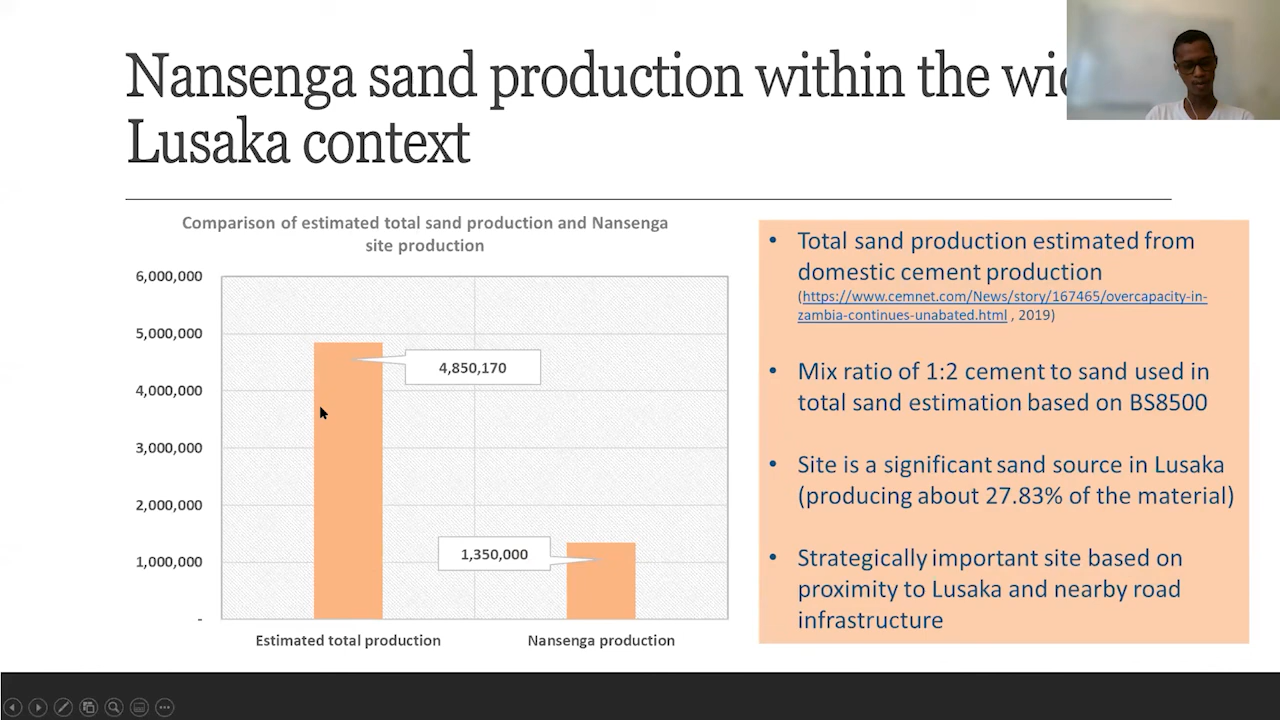 Nansenga sand production within the
Lusaka context
Comparison of estimated total sand production and Nansenga
site production
6,000,000
5,000,000
4,000,000
3,000,000
2,000,000
1,000,000
-
4,850,170
1,350,000
Estimated total production
Nansenga production
• Total sand production estimated from
domestic cement production
(https://www.cemnet.com/News/story/167465/overcapacity-in-
zambia-continues-unabated.html , 2019)
• Mix ratio of 1:2 cement to sand used in
total sand estimation based on BS8500
• Site is a significant sand source in Lusaka
(producing about 27.83% of the material)
• Strategically important site based on
proximity to Lusaka and nearby road
infrastructure